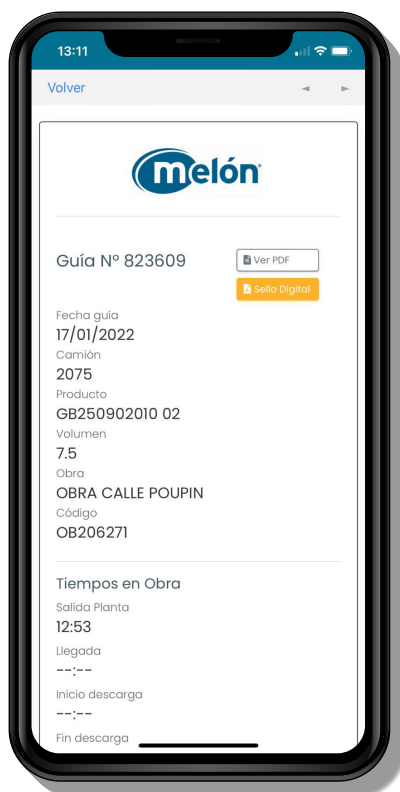 13:11
Volver
melón
Guía Nº 823609
Ver PDF
Sello Digital
Fecha guía
17/01/2022
Camión
2075
Producto
GB250902010 02
Volumen
7.5
Obra
OBRA CALLE POUPIN
Código
OB206271
Tiempos en Obra
Salida Planta
12:53
Llegada
--:--
Inicio descarga
--:--
Fin descarga